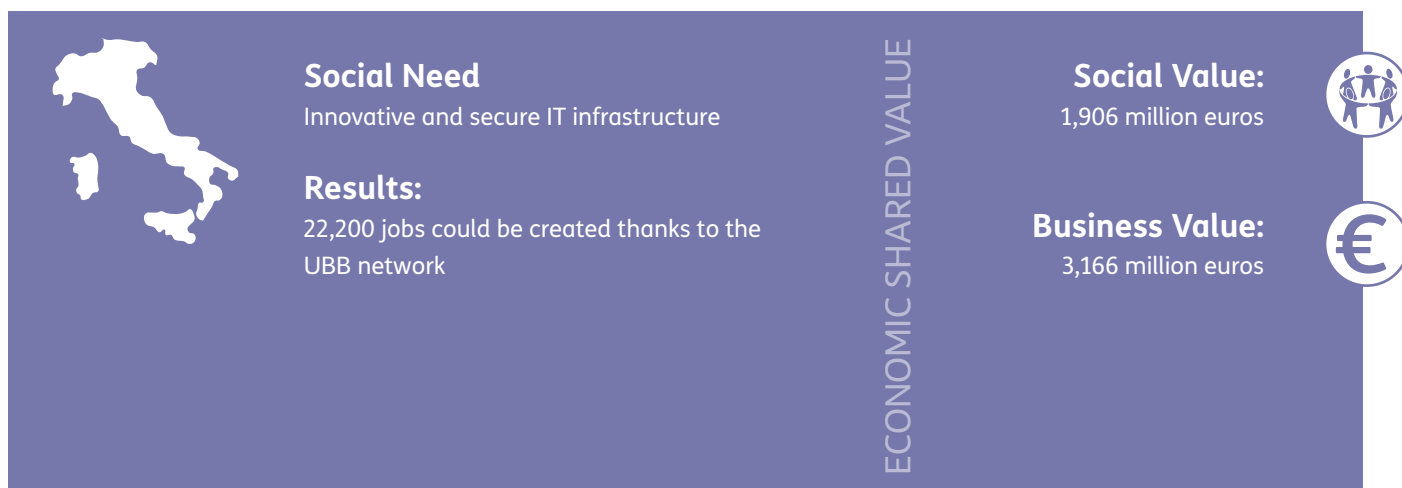 Social Need
Innovative and secure IT infrastructure
Results:
22,200 jobs could be created thanks to the
UBB network
ECONOMIC SHARED VALUE
Social Value:
1,906 million euros
Business Value:
3,166 million euros
€